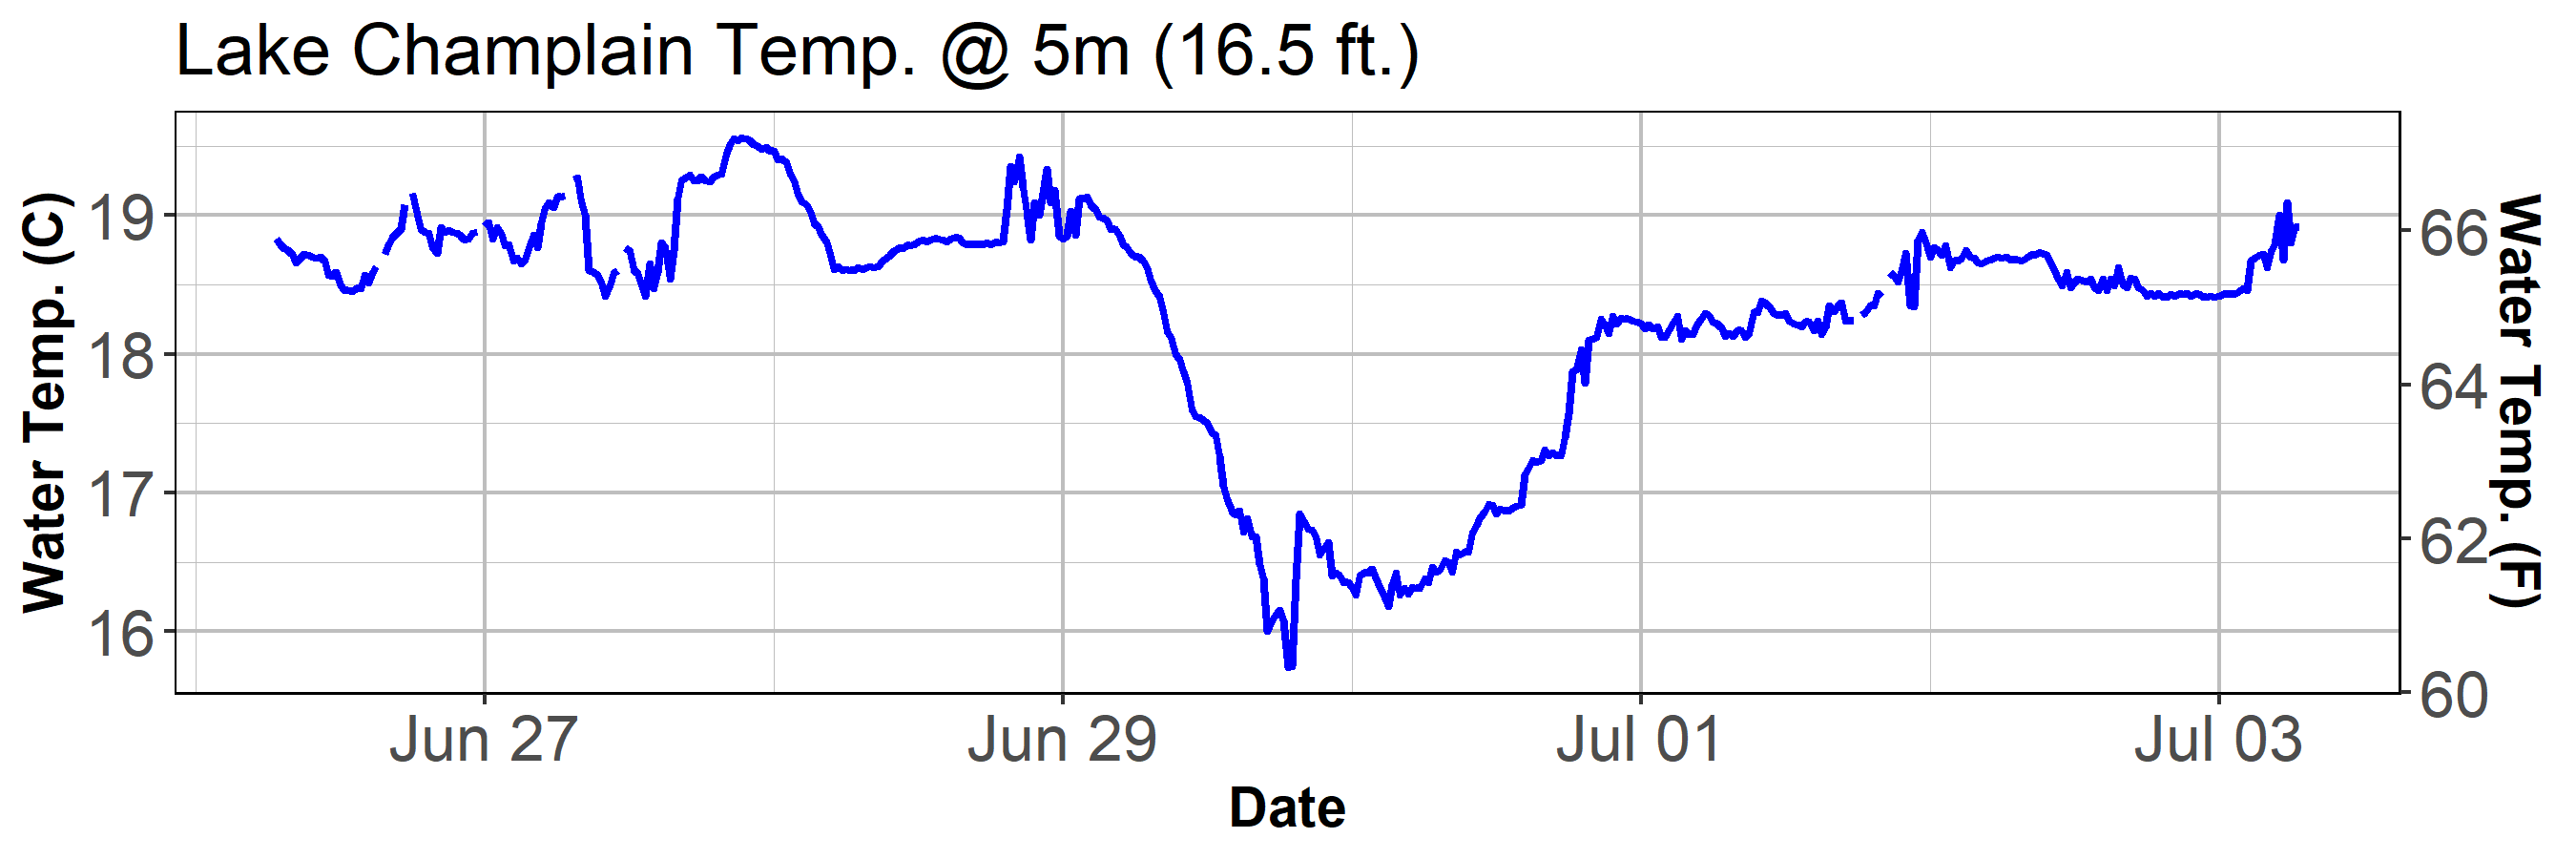 Lake Champlain Temp. @ 5m (16.5 ft.)
Water Temp. (C)
19
18
17
16
66
64
62
60
Water Temp. (F)
Jun 27
Jun 29
Jul 01
Jul 03
Date